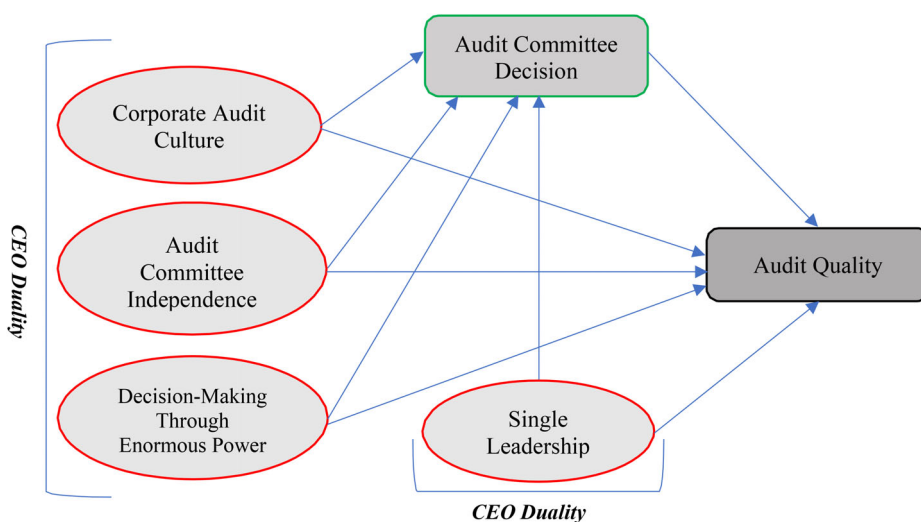 Audit Committee
Decision
Corporate Audit
Culture
CEO Duality
Audit
Committee
Independence
Audit Quality
Decision-Making
Through
Enormous Power
Single
Leadership
CEO Duality